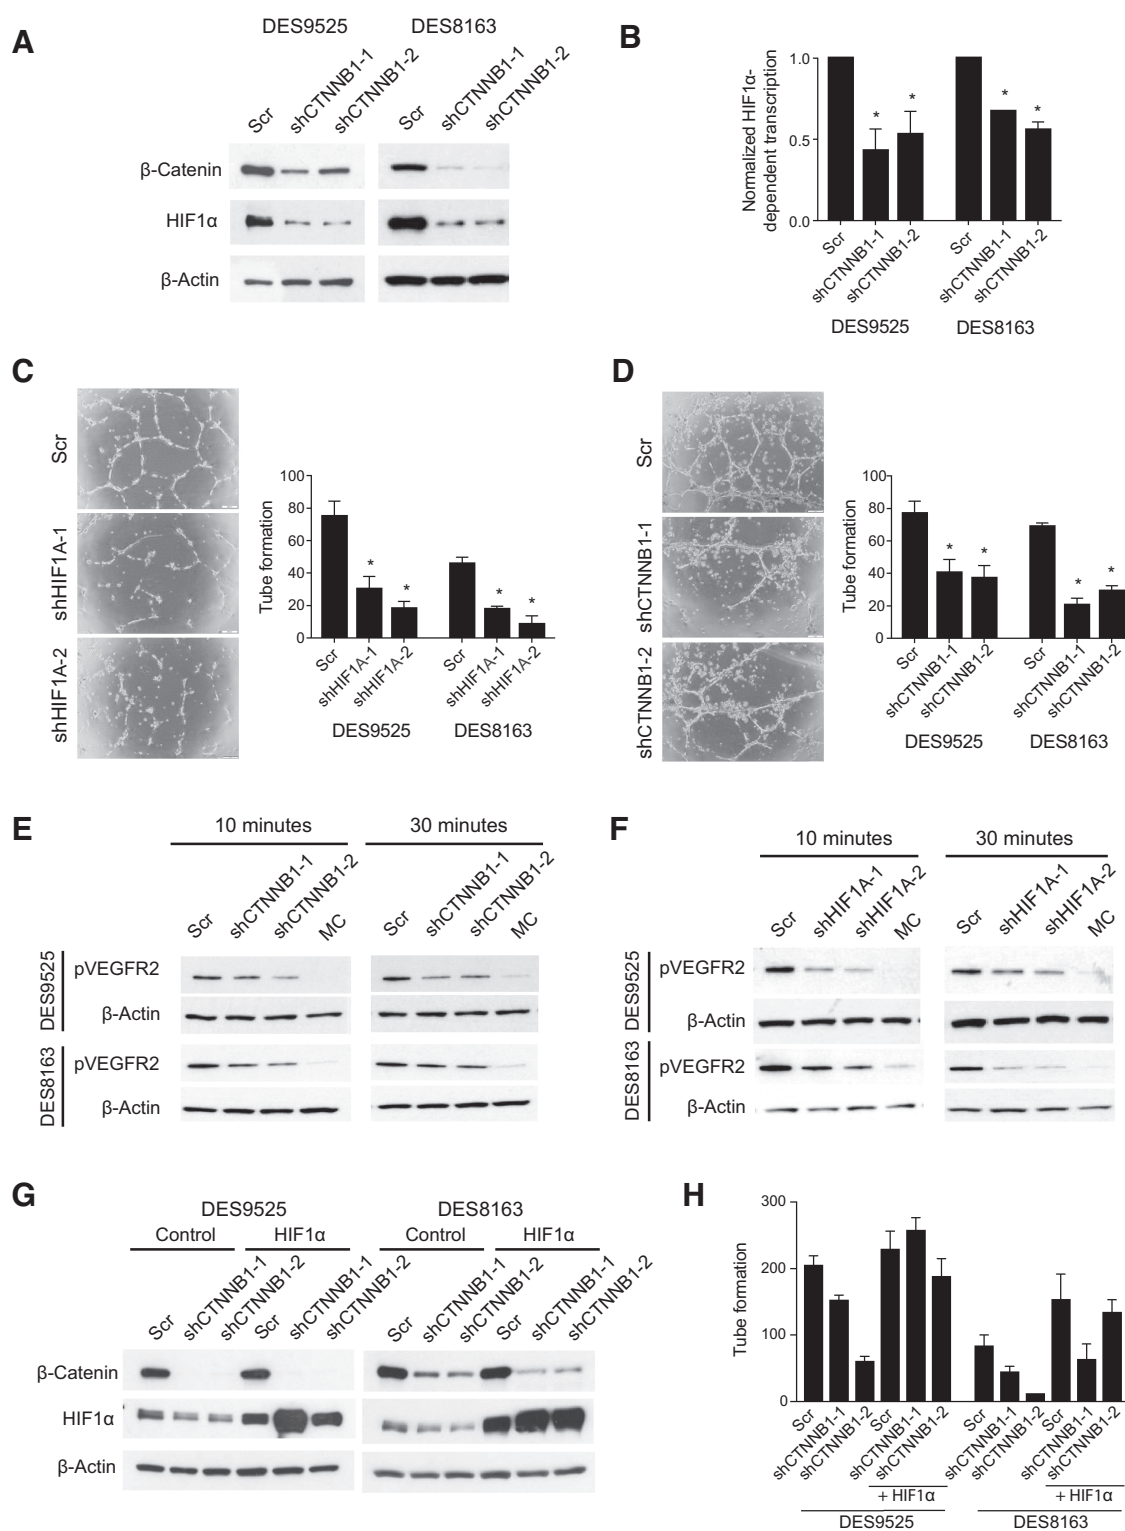 A
DES9525
DES8163
Scr
shCTNNB1-1
shCTNNB1-2
Scr
shCTNNB1-1
shCTNNB1-2
β-Catenin
HIF1α
β-Actin
B
Normalized HIF1α-
dependent transcription
1.0
0.5
0.0
* * * *
Scr
shCTNNB1-1
shCTNNB1-2
Scr
shCTNNB1-1
shCTNNB1-2
DES9525
DES8163
C
Scr
shHIF1A-1
shHIF1A-2
Tube formation
100
80
60
40
20
0
* * * *
Scr
shHIF1A-1
shHIF1A-2
Scr
shHIF1A-1
shHIF1A-2
DES9525
DES8163
D
Scr
shCTNNB1-1
shCTNNB1-2
Tube formation
100
80
60
40
20
0
* * * *
Scr
shCTNNB1-1
shCTNNB1-2
Scr
shCTNNB1-1
shCTNNB1-2
DES9525
DES8163
E
10 minutes
30 minutes
Scr
shCTNNB1-1
shCTNNB1-2
MC
Scr
shCTNNB1-1
shCTNNB1-2
MC
DES9525
pVEGFR2
β-Actin
DES8163
pVEGFR2
β-Actin
F
10 minutes
30 minutes
Scr
shHIF1A-1
shHIF1A-2
MC
Scr
shHIF1A-1
shHIF1A-2
MC
DES9525
pVEGFR2
β-Actin
DES8163
pVEGFR2
β-Actin
G
DES9525
DES8163
Control
HIF1α
Control
HIF1α
Scr
shCTNNB1-1
shCTNNB1-2
Scr
shCTNNB1-1
shCTNNB1-2
Scr
shCTNNB1-1
shCTNNB1-2
Scr
shCTNNB1-1
shCTNNB1-2
β-Catenin
HIF1α
β-Actin
H
Tube formation
300
200
100
0
Scr
shCTNNB1-1
shCTNNB1-2
Scr
shCTNNB1-1
shCTNNB1-2
Scr
shCTNNB1-1
shCTNNB1-2
Scr
shCTNNB1-1
shCTNNB1-2
+ HIF1α
+ HIF1α
DES9525
DES8163